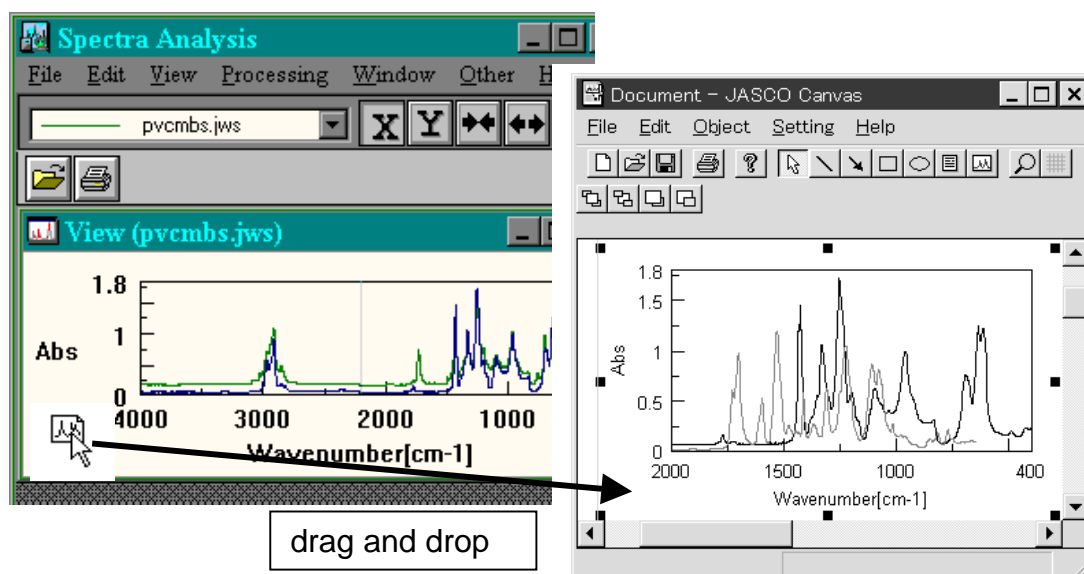 Spectra Analysis
File Edit View Processing Window Other H
pvcmbs.jws X Y
View (pvcmbs.jws)
1.8
1
Abs
0
4000 3000 2000 1000
Wavenumber[cm-1]
drag and drop
Document - JASCO Canvas
File Edit Object Setting Help
1.8
1.5
1
Abs
0.5
0
2000 1500 1000 400
Wavenumber[cm-1]